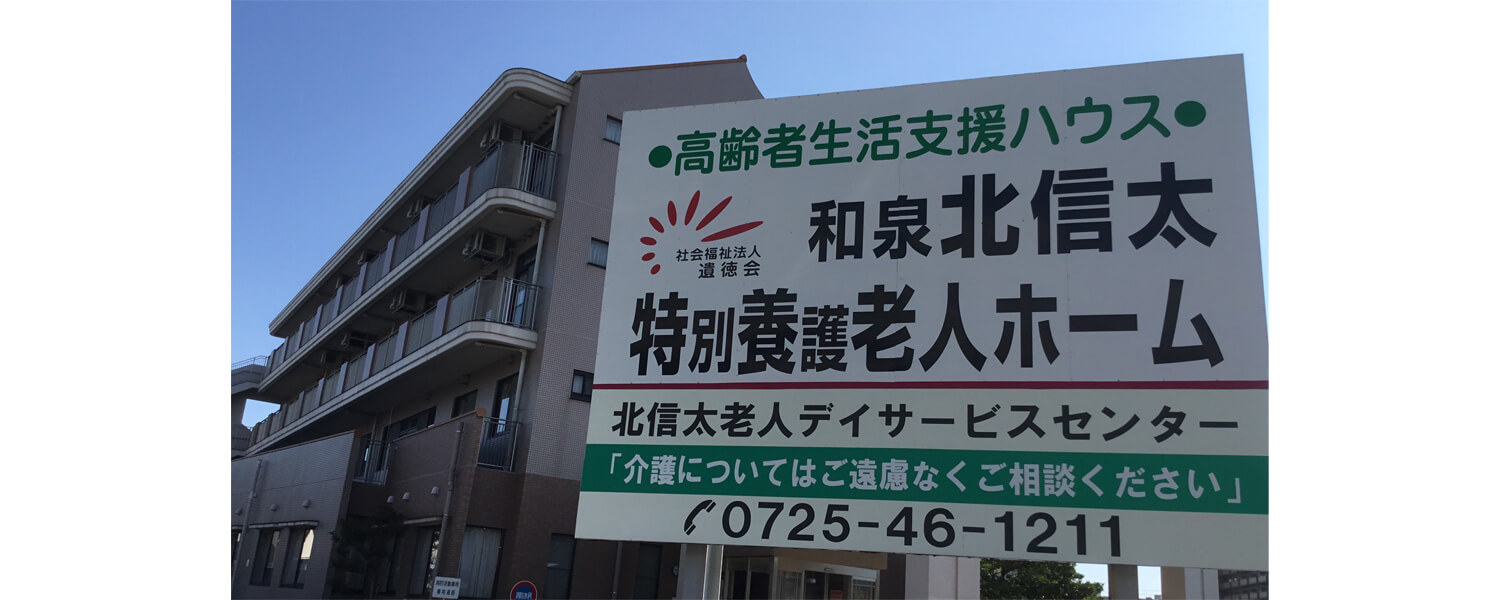 ●高齢者生活支援ハウス●
社会福祉法人
遺徳会
和泉北信太
特別養護老人ホーム
北信太老人デイサービスセンター
「介護についてはご遠慮なくご相談ください」
0725-46-1211